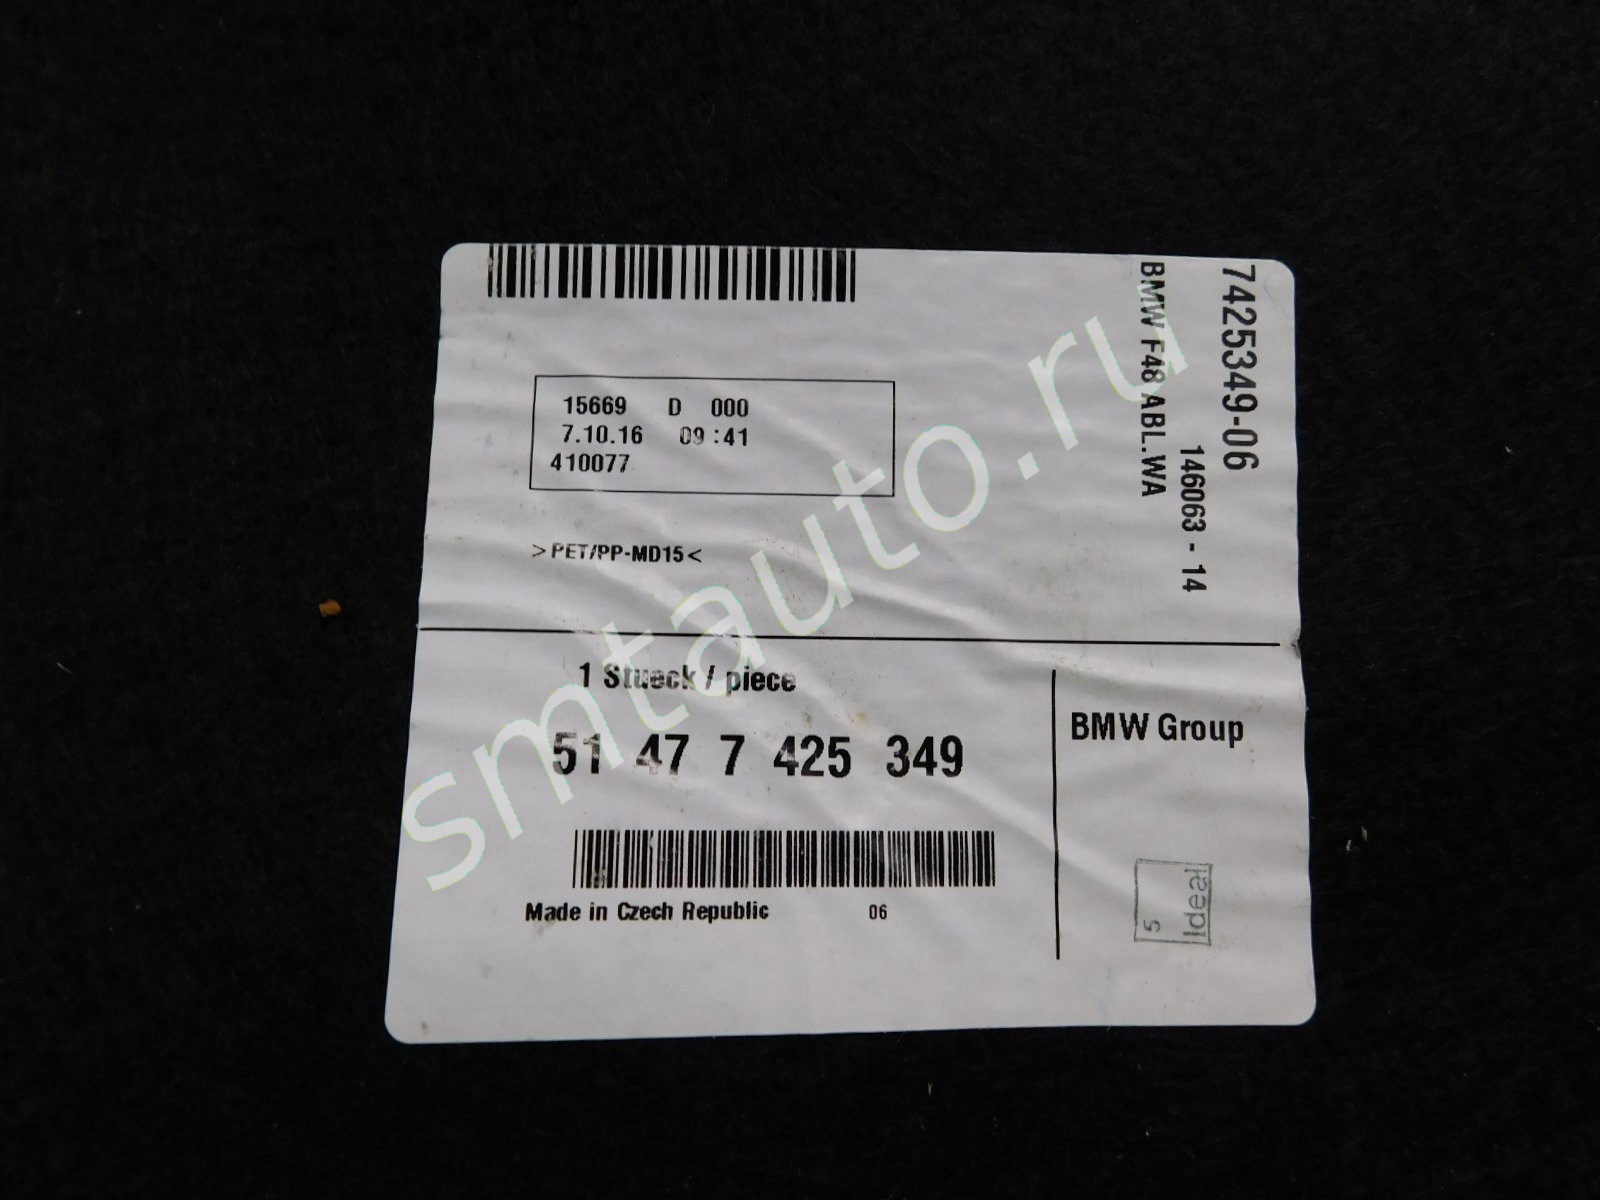 7425349-06
146063 - 14
BMW F48 ABL.WA
15669 D 000
7.10.16 09:41
410077
>PET/PP-MD15<
1 Stueck / piece
51 47 7 425 349
BMW Group
Made in Czech Republic 06
5
Ideal
smtauto.ru